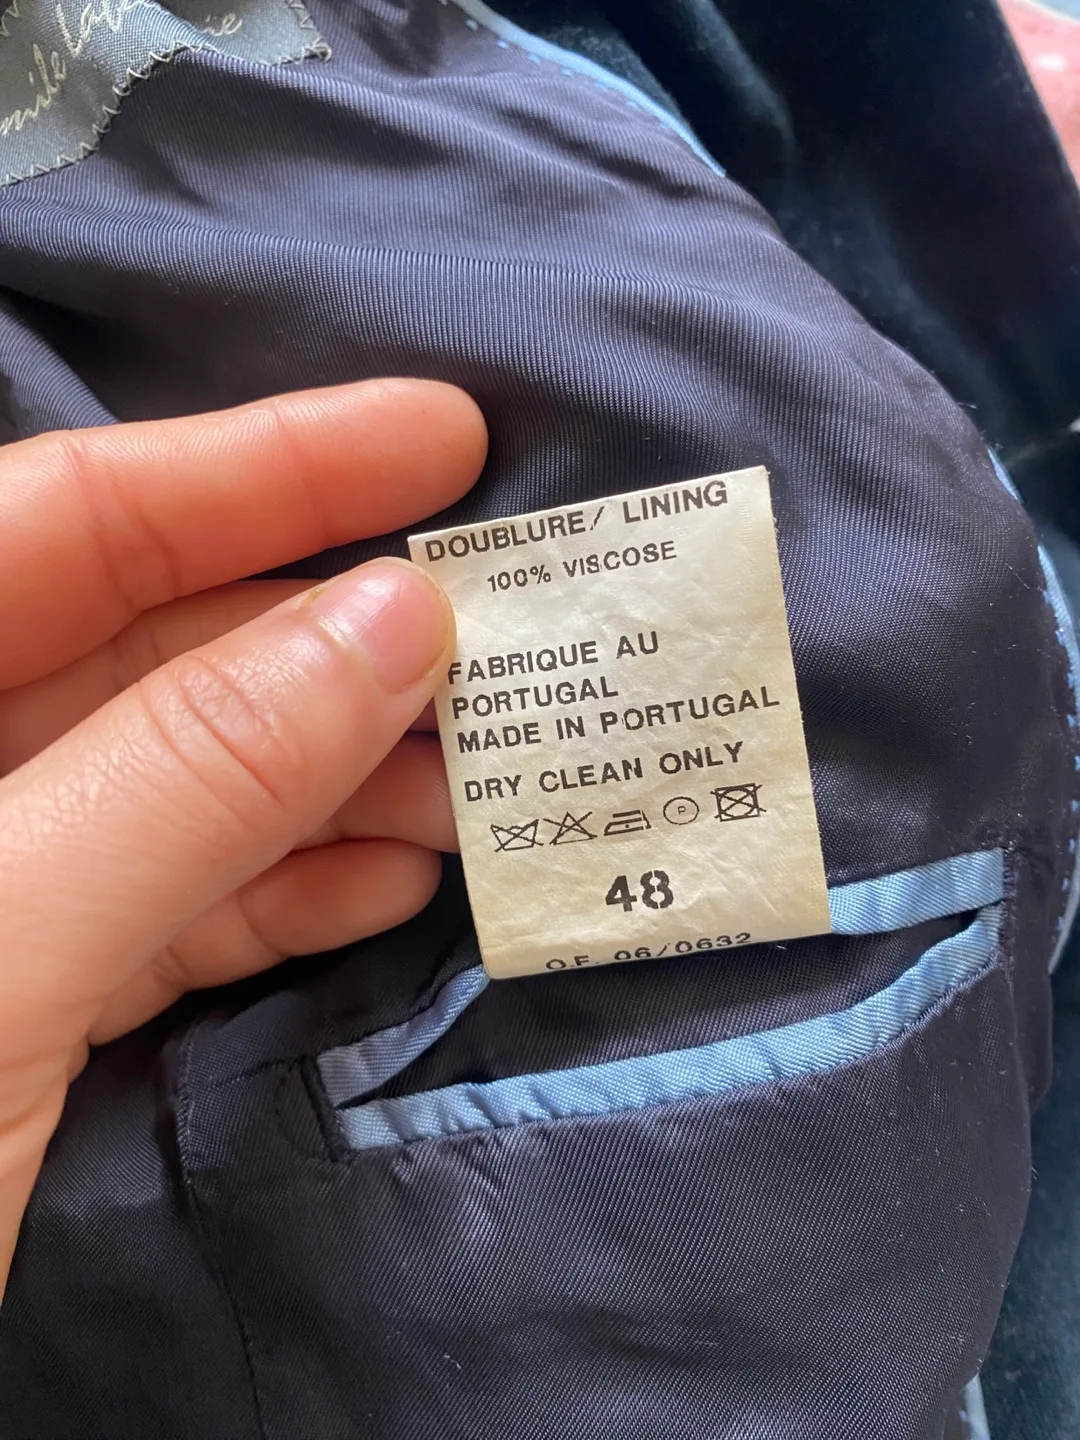 DOUBLURE/ LINING
100% VISCOSE
FABRIQUE AU
PORTUGAL
MADE IN PORTUGAL
DRY CLEAN ONLY
P
48
O.F. 06/0632